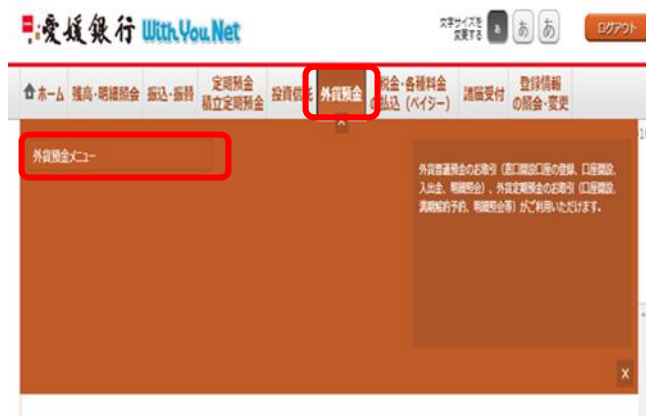 愛媛銀行 With.You.Net
文字サイズを
変更する
あ あ あ
ログアウト
ホーム 残高・明細照会 振込・振替 定期預金 積立定期預金 投資信託 外貨預金 税金・各種料金 の払込（ペイジー） 諸届受付 登録情報 の照会・変更
外貨預金メニュー
外貨普通預金のお取引（窓口開設口座の登録、口座開設、
入出金、明細照会）、外貨定期預金のお取引（口座開設、
満期解約予約、明細照会等）がご利用いただけます。
x